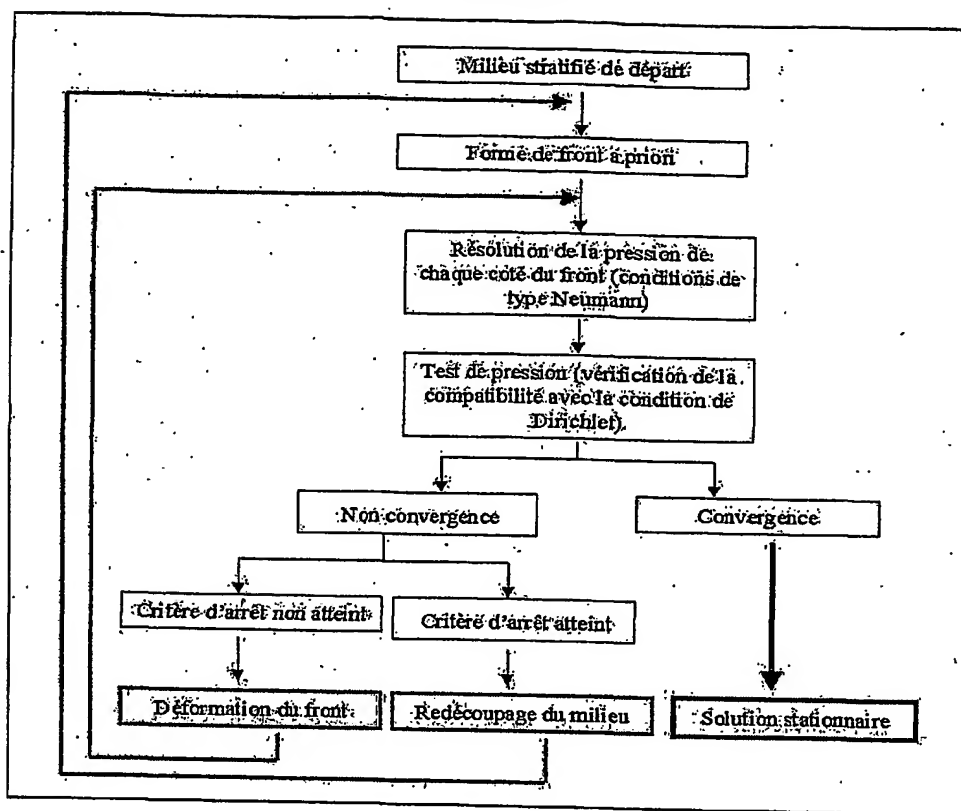 Milieu stratifié de départ
Forme de front à priori
Résolution de la pression de
chaque côté du front (conditions de
type Neumann)
Test de pression (vérification de la
compatibilité avec la condition de
Dirichlet)
Non convergence
Convergence
Critère d'arrêt non atteint
Critère d'arrêt atteint
Déformation du front
Redécoupage du milieu
Solution stationnaire